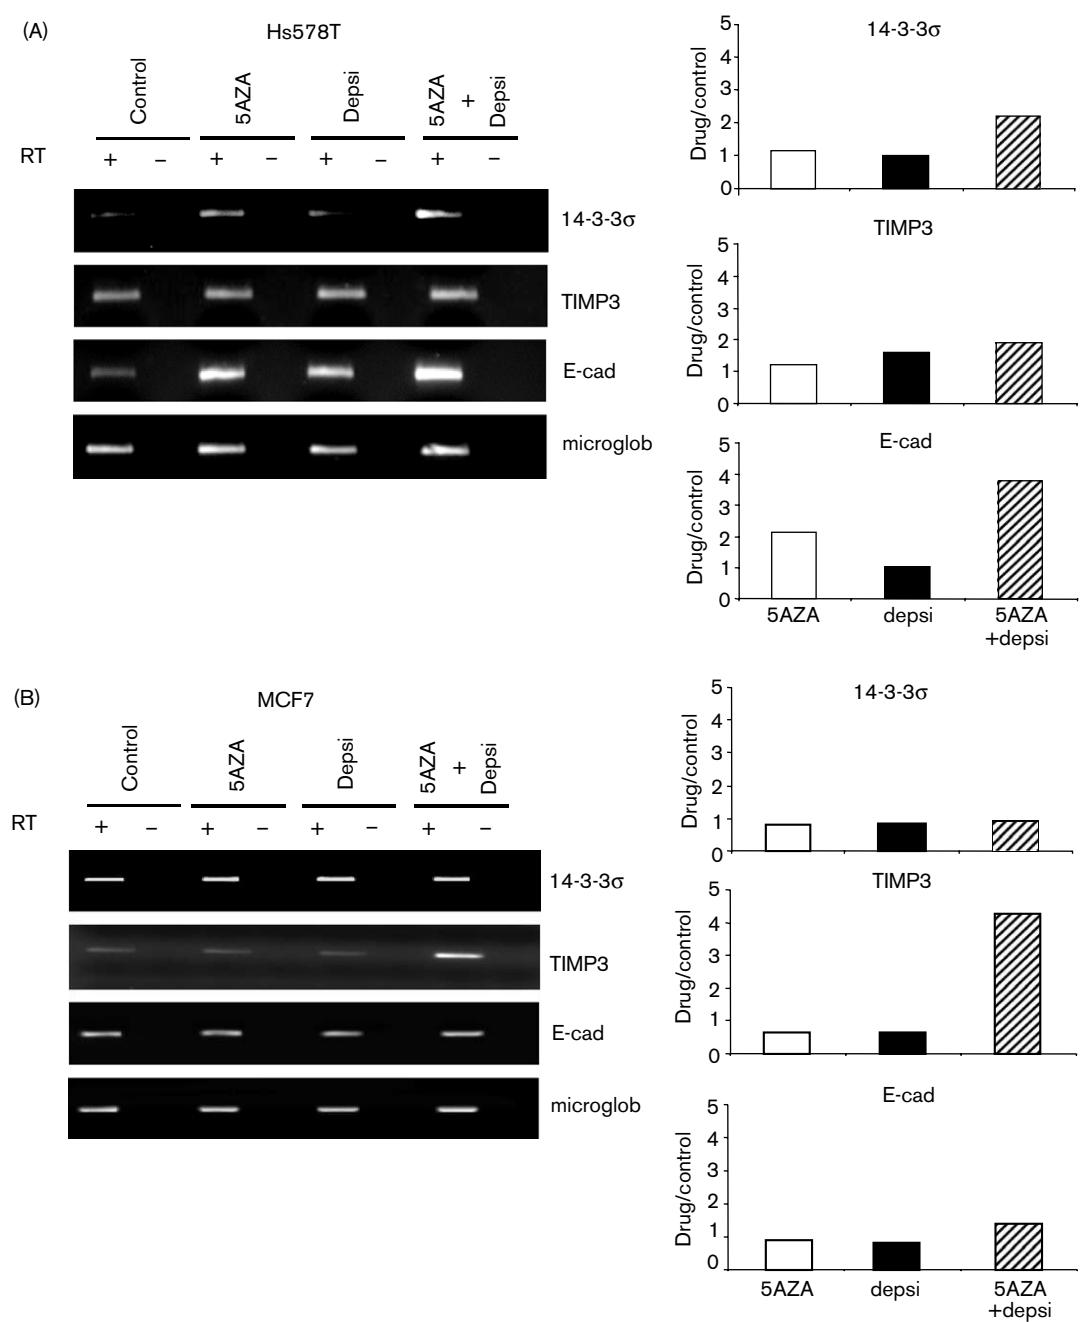 (A)
Hs578T
Control
5AZA
Depsi
5AZA
+
Depsi
RT
+ − + − + − + −
14-3-3σ
TIMP3
E-cad
microglob
14-3-3σ
Drug/control
5
4
3
2
1
0
TIMP3
Drug/control
5
4
3
2
1
0
E-cad
Drug/control
5
4
3
2
1
0
5AZA depsi 5AZA
+depsi
(B)
MCF7
Control
5AZA
Depsi
5AZA
+
Depsi
RT
+ − + − + − + −
14-3-3σ
TIMP3
E-cad
microglob
14-3-3σ
Drug/control
5
4
3
2
1
0
TIMP3
Drug/control
5
4
3
2
1
0
E-cad
Drug/control
5
4
3
2
1
0
5AZA depsi 5AZA
+depsi